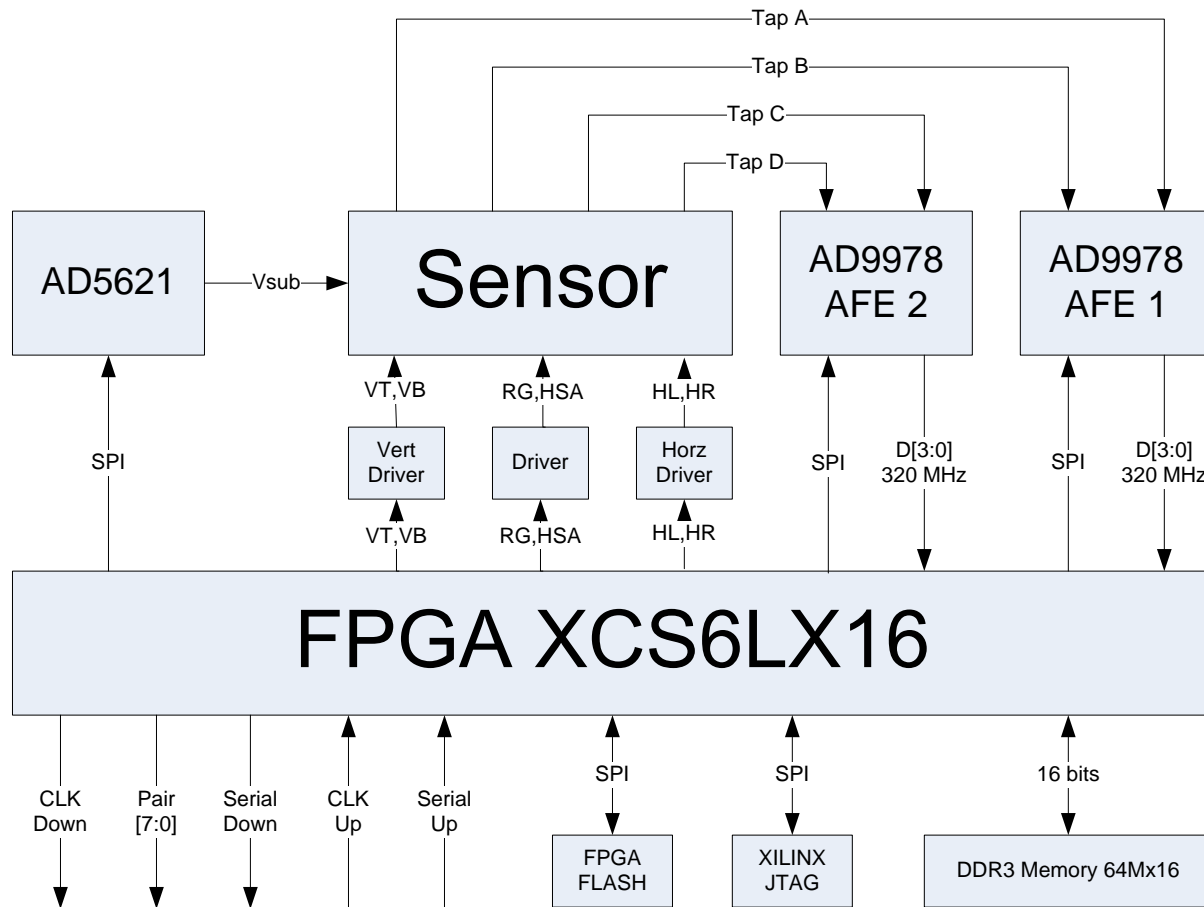 Tap A
Tap B
Tap C
Tap D
AD5621
Vsub
Sensor
AD9978
AFE 2
AD9978
AFE 1
VT,VB
RG,HSA
HL,HR
SPI
Vert
Driver
Driver
Horz
Driver
SPI
D[3:0]
320 MHz
SPI
D[3:0]
320 MHz
VT,VB
RG,HSA
HL,HR
FPGA XCS6LX16
CLK
Down
Pair
[7:0]
Serial
Down
CLK
Up
Serial
Up
SPI
SPI
16 bits
FPGA
FLASH
XILINX
JTAG
DDR3 Memory 64Mx16